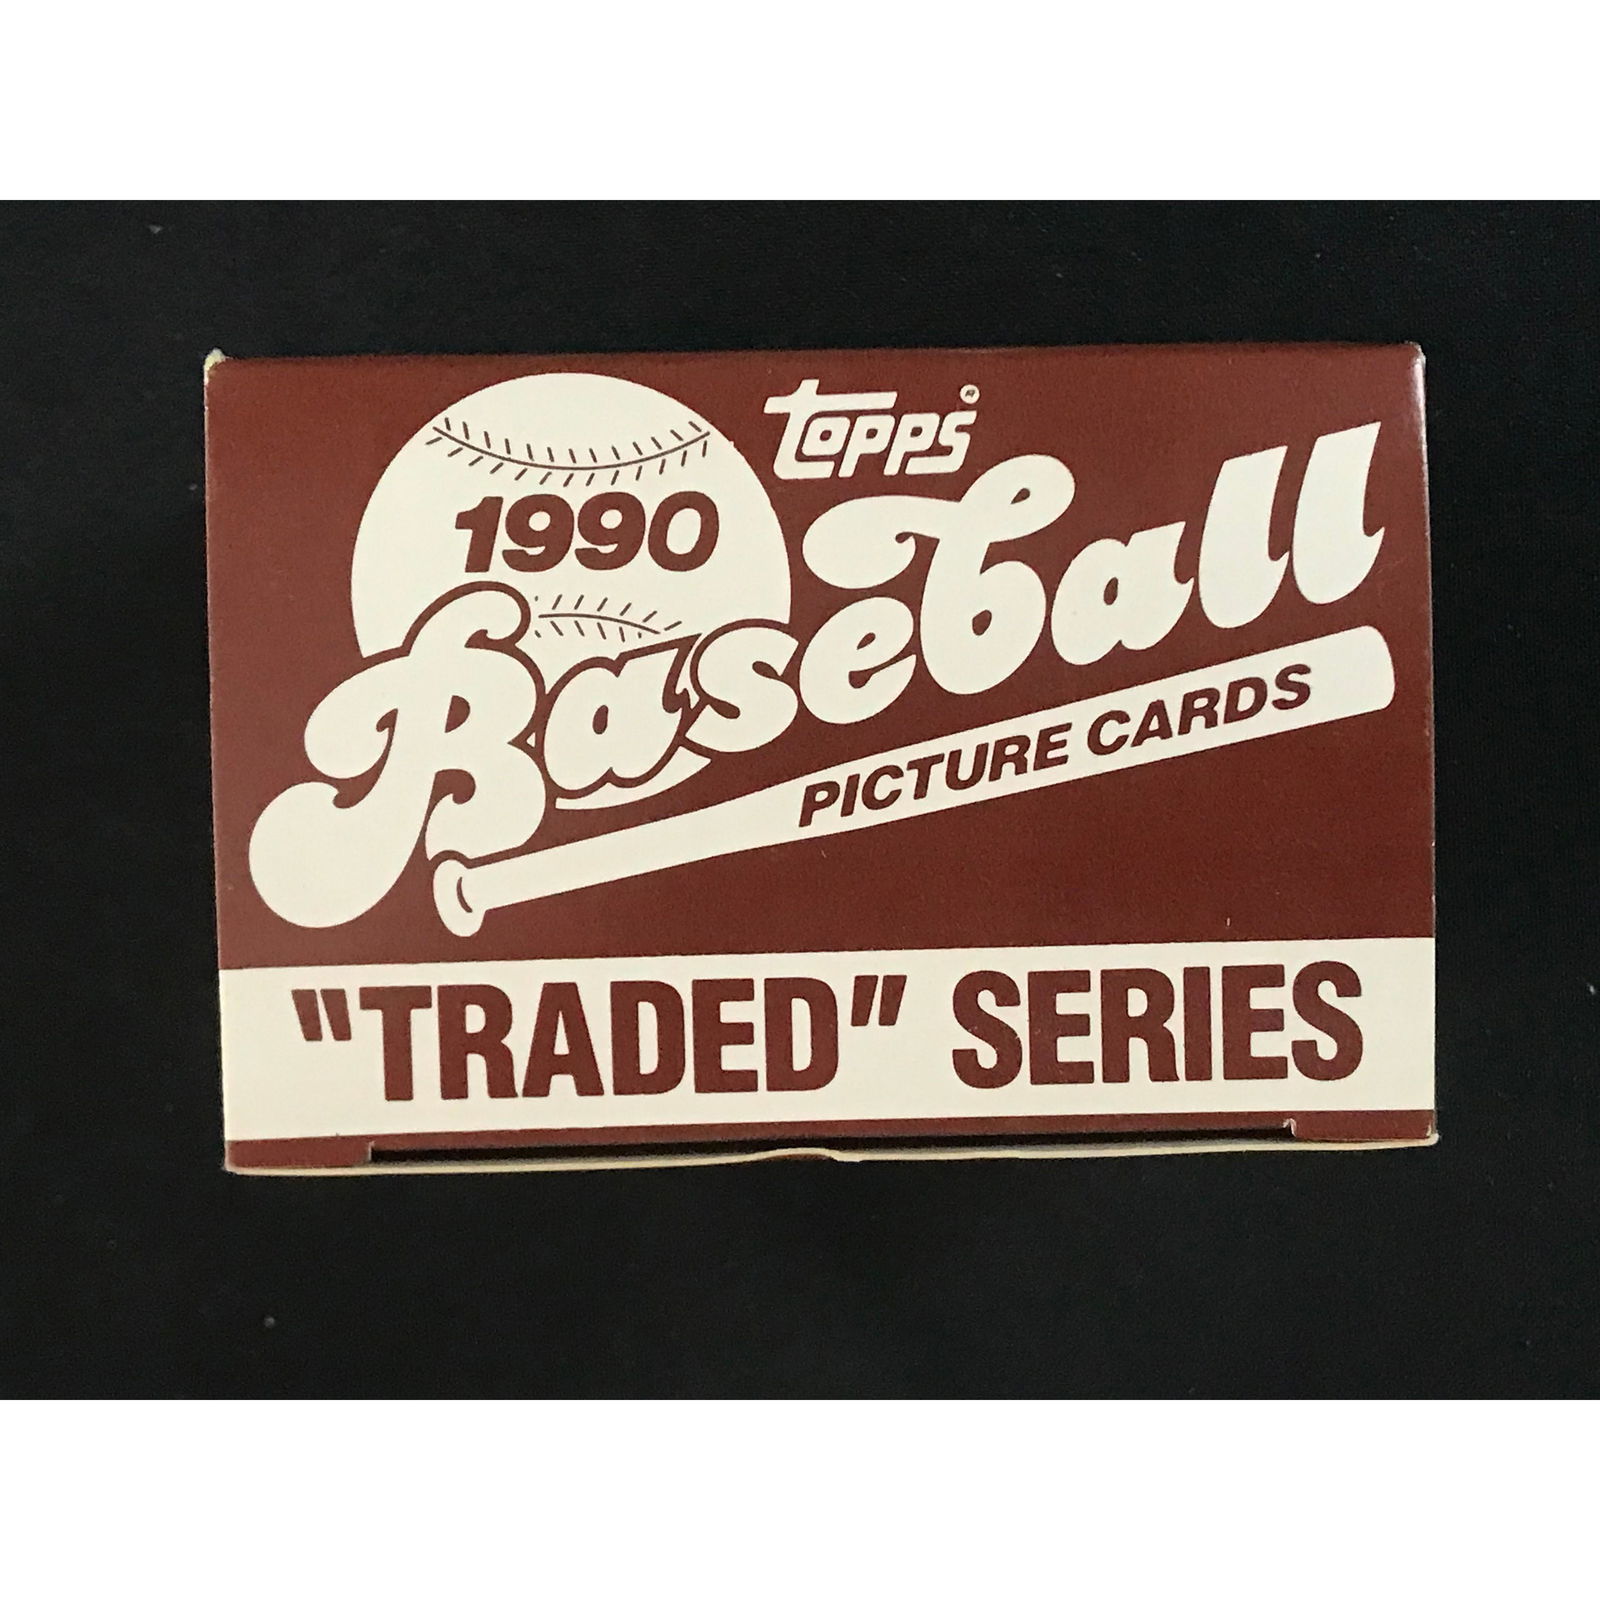 topps®
1990
Baseball
PICTURE CARDS
"TRADED" SERIES